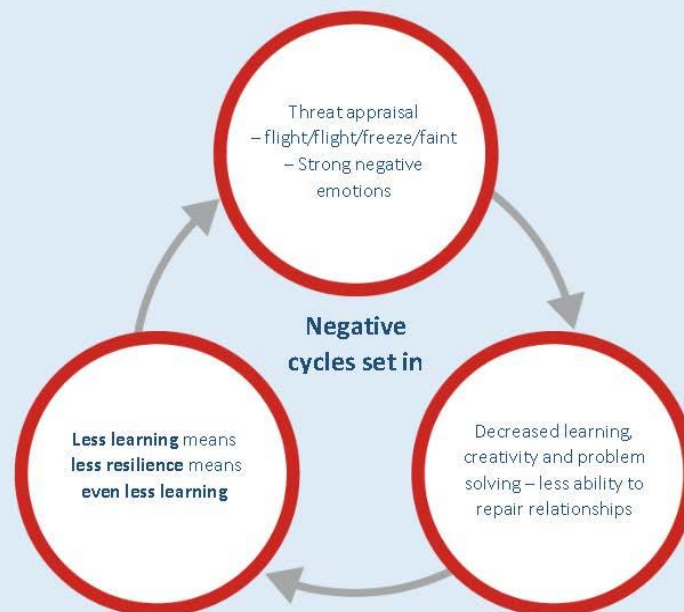 Threat appraisal
– flight/flight/freeze/faint
– Strong negative
emotions
Negative
cycles set in
Less learning means
less resilience means
even less learning
Decreased learning,
creativity and problem
solving – less ability to
repair relationships